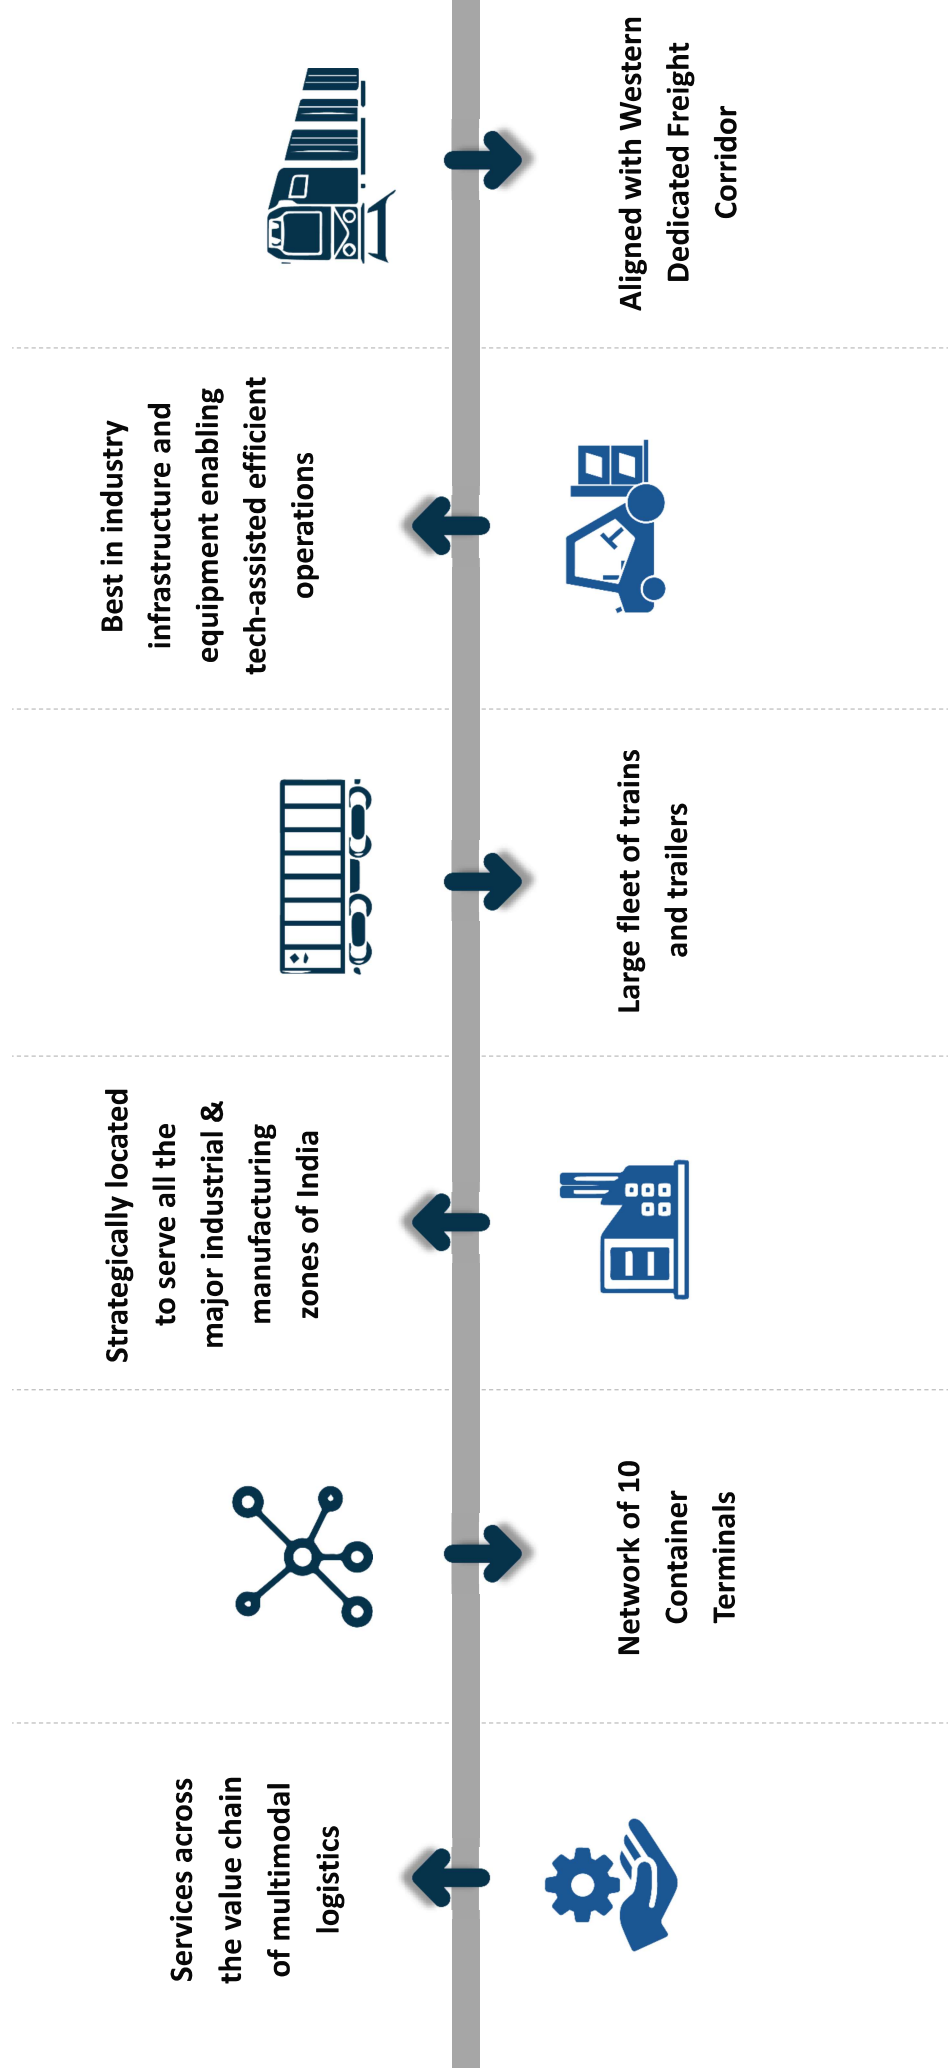 Services across
the value chain
of multimodal
logistics
Network of 10
Container
Terminals
Strategically located
to serve all the
major industrial &
manufacturing
zones of India
Large fleet of trains
and trailers
Best in industry
infrastructure and
equipment enabling
tech-assisted efficient
operations
Aligned with Western
Dedicated Freight
Corridor